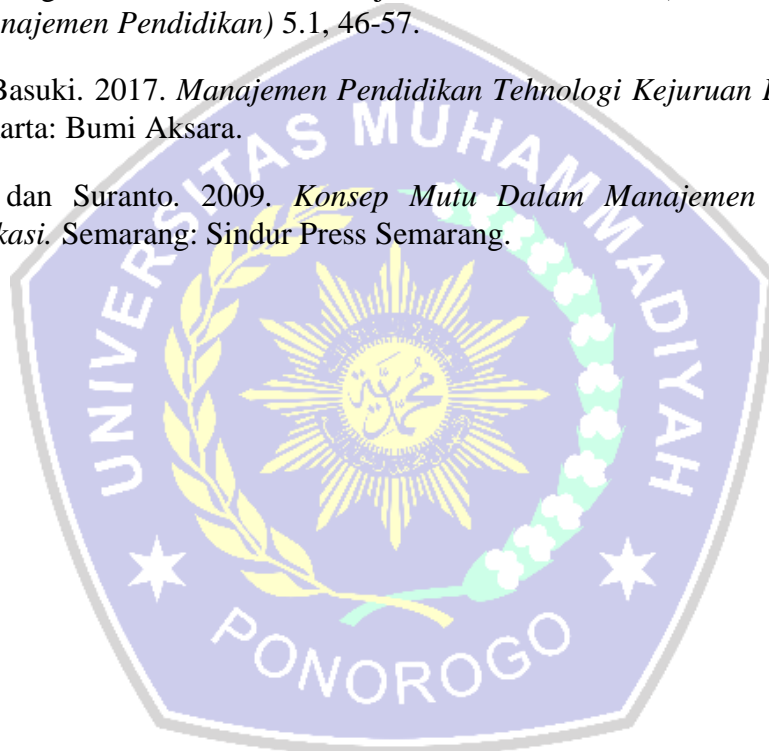 najemen Pendidikan) 5.1, 46-57.
Basuki. 2017. Manajemen Pendidikan Tehnologi Kejuruan
arta: Bumi Aksara.
dan Suranto. 2009. Konsep Mutu Dalam Manajemen
kasi. Semarang: Sindur Press Semarang.
UNIVERSITAS MUHAMMADIYAH
محمدية
PONOROGO